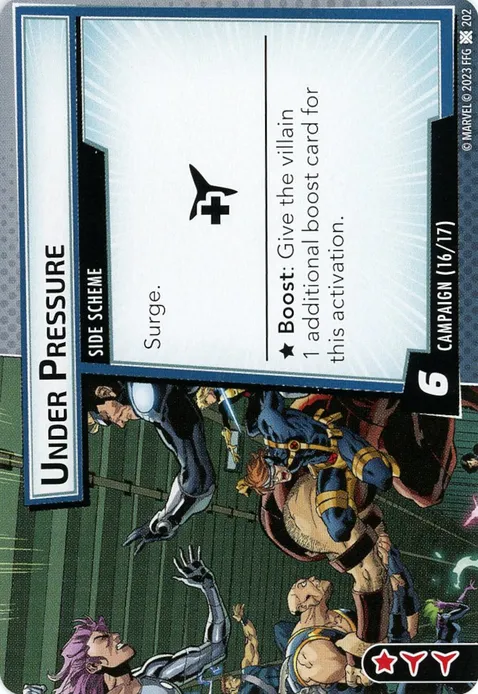 UNDER PRESSURE
SIDE SCHEME
Surge.
★ Boost: Give the villain
1 additional boost card for
this activation.
6
CAMPAIGN (16/17)
© MARVEL © 2023 FFG 202